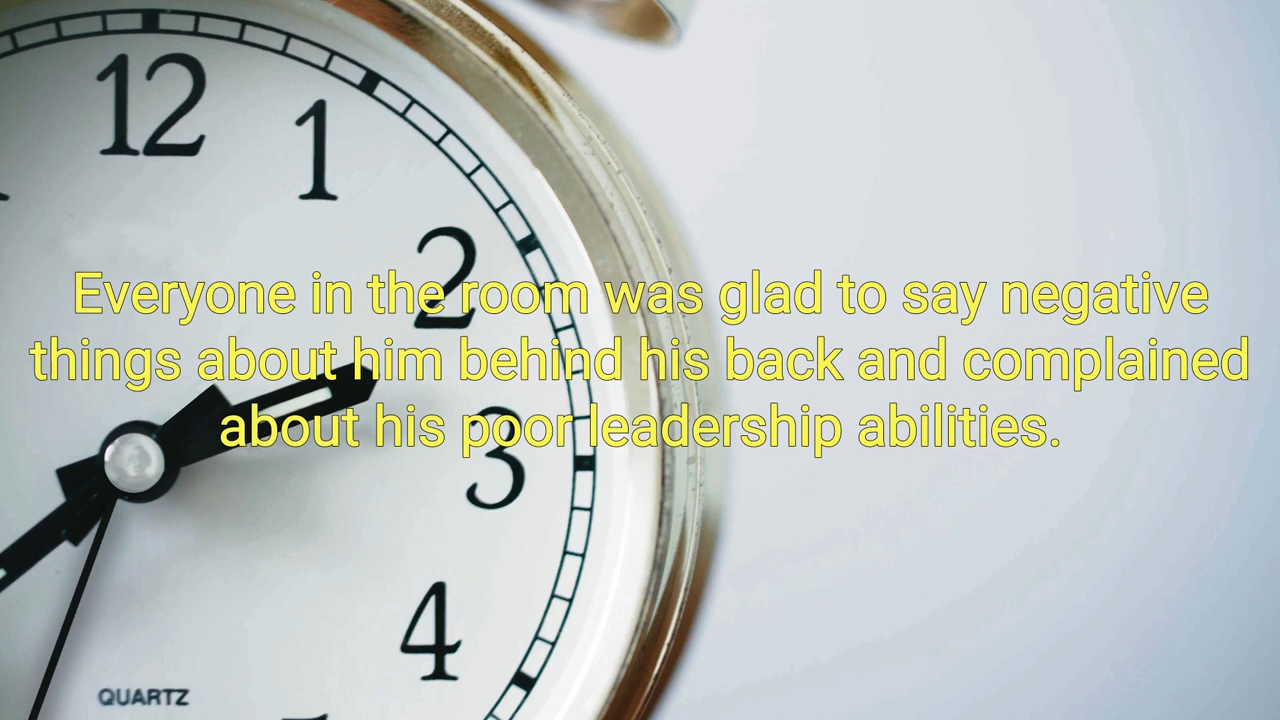 12
1
2
Everyone in the room was glad to say negative
things about him behind his back and complained
about his poor leadership abilities.
3
4
QUARTZ